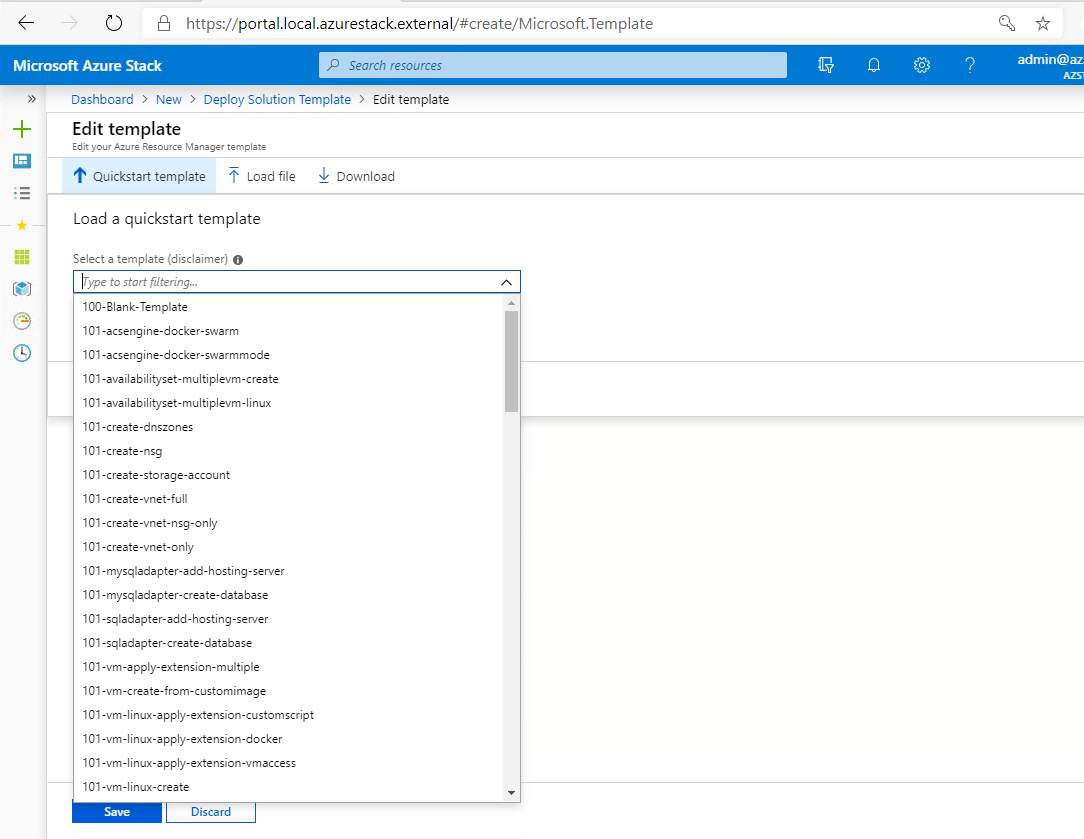 https://portal.local.azurestack.external/#create/Microsoft.Template
Microsoft Azure Stack
Search resources
admin@az
AZST
Dashboard > New > Deploy Solution Template > Edit template
Edit template
Edit your Azure Resource Manager template
Quickstart template Load file Download
Load a quickstart template
Select a template (disclaimer)
Type to start filtering...
100-Blank-Template
101-acsengine-docker-swarm
101-acsengine-docker-swarmmode
101-availabilityset-multiplevm-create
101-availabilityset-multiplevm-linux
101-create-dnszones
101-create-nsg
101-create-storage-account
101-create-vnet-full
101-create-vnet-nsg-only
101-create-vnet-only
101-mysqladapter-add-hosting-server
101-mysqladapter-create-database
101-sqladapter-add-hosting-server
101-sqladapter-create-database
101-vm-apply-extension-multiple
101-vm-create-from-customimage
101-vm-linux-apply-extension-customscript
101-vm-linux-apply-extension-docker
101-vm-linux-apply-extension-vmaccess
101-vm-linux-create
Save Discard